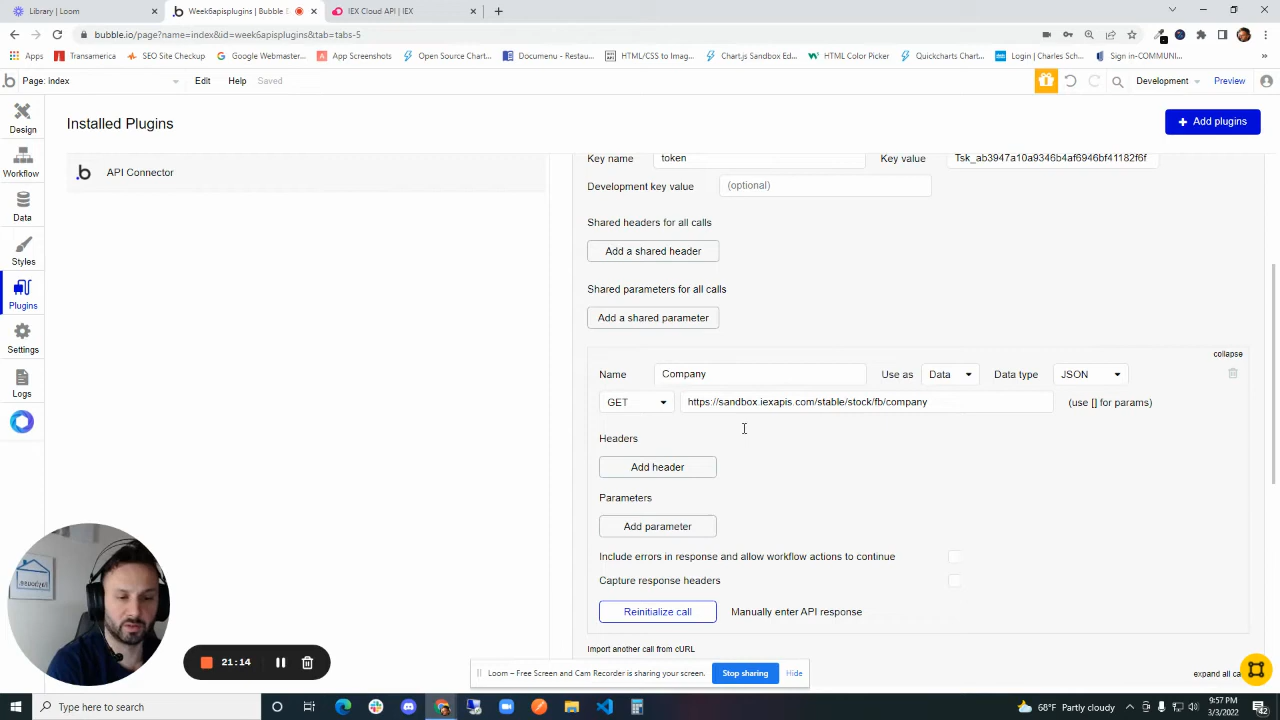 Library | Loom
Week6apisplugins | Bubble
IEX Cloud API | IEX
bubble.io/page?name=index&id=week6apisplugins&tab=tabs-5
Apps
Transamerica
SEO Site Checkup
Google Webmaster...
App Screenshots
Open Source Chart...
Documenu - Restau...
HTML/CSS to Imag...
Chart.js Sandbox Ed...
HTML Color Picker
Quickcharts Chart...
Login | Charles Sch...
Sign in-COMMUNI...
Page: index
Edit
Help
Saved
Development
Preview
Design
Workflow
Data
Styles
Plugins
Settings
Logs
Installed Plugins
Add plugins
API Connector
Key name
token
Key value
Tsk_ab3947a10a9346b4af6946bf41182f6f
Development key value
(optional)
Shared headers for all calls
Add a shared header
Shared parameters for all calls
Add a shared parameter
collapse
Name
Company
Use as
Data
Data type
JSON
GET
https://sandbox.iexapis.com/stable/stock/fb/company
(use [] for params)
Headers
Add header
Parameters
Add parameter
Include errors in response and allow workflow actions to continue
Capture response headers
Reinitialize call
Manually enter API response
Import another call from cURL
expand all ca
21:14
Loom – Free Screen and Cam Recorder is sharing your screen.
Stop sharing
Hide
Type here to search
68°F Partly cloudy
9:57 PM
3/3/2022
42